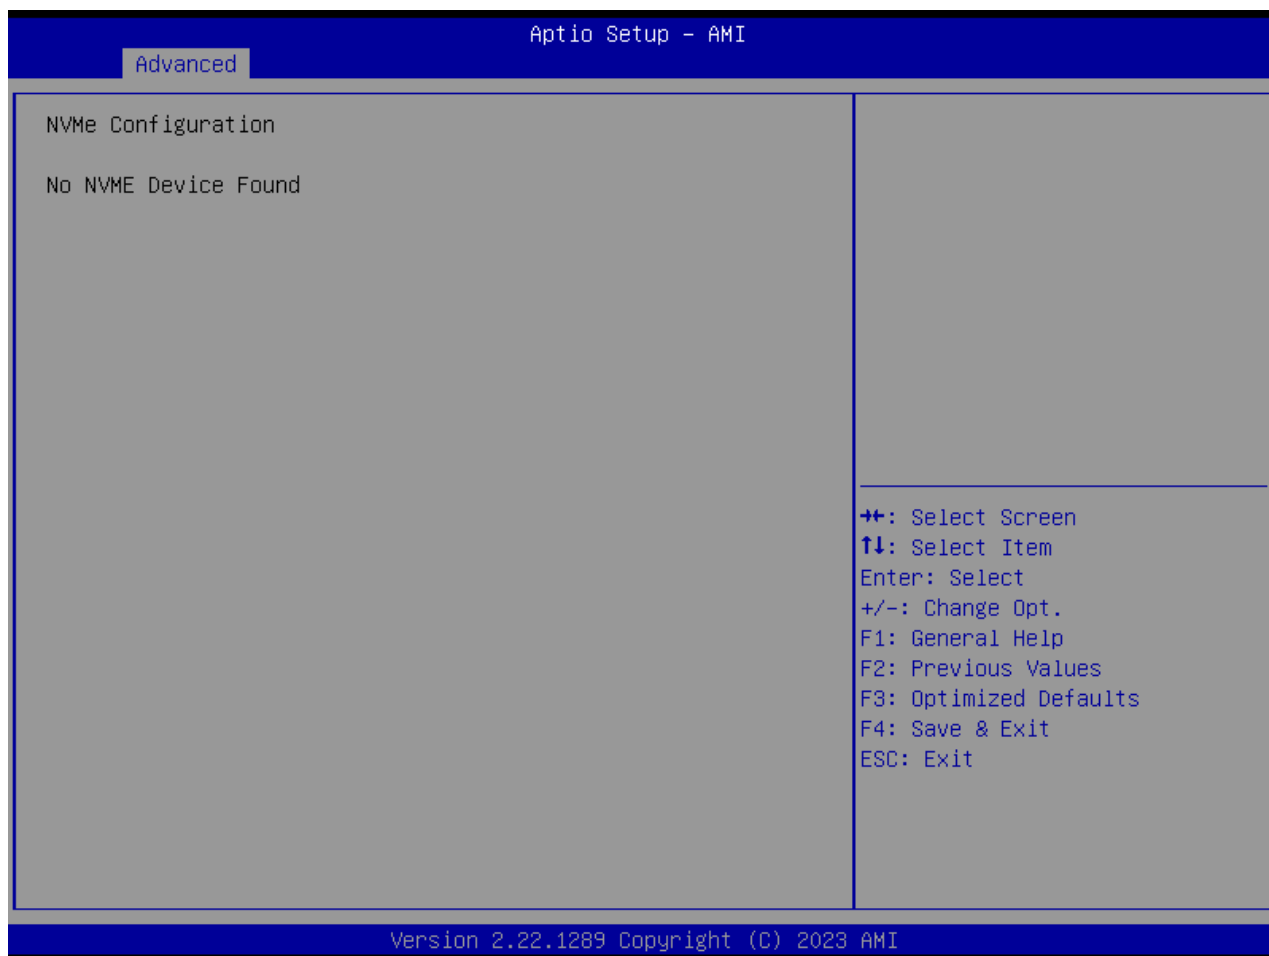 Aptio Setup – AMI
Advanced
NVMe Configuration
No NVME Device Found
→←: Select Screen
↑↓: Select Item
Enter: Select
+/-: Change Opt.
F1: General Help
F2: Previous Values
F3: Optimized Defaults
F4: Save & Exit
ESC: Exit
Version 2.22.1289 Copyright (C) 2023 AMI